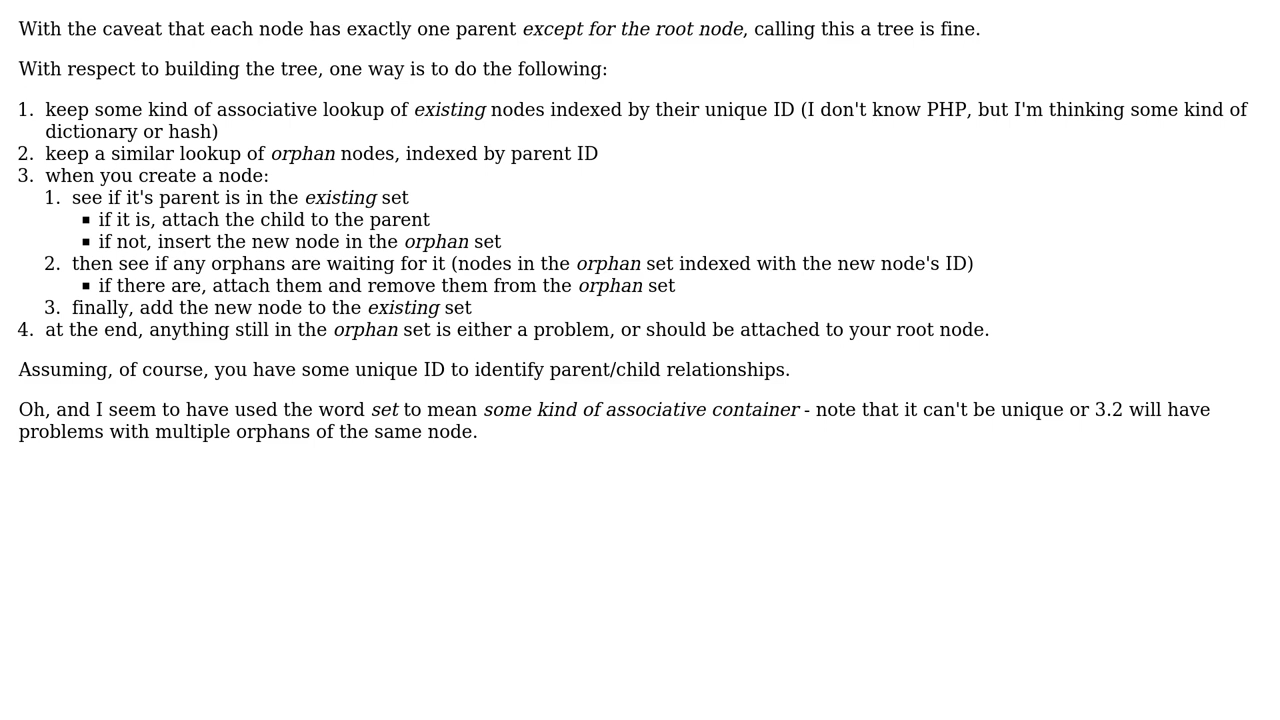 With the caveat that each node has exactly one parent except for the root node, calling this a tree is fine.
With respect to building the tree, one way is to do the following:
1. keep some kind of associative lookup of existing nodes indexed by their unique ID (I don't know PHP, but I'm thinking some kind of
dictionary or hash)
2. keep a similar lookup of orphan nodes, indexed by parent ID
3. when you create a node:
1. see if it's parent is in the existing set
▪ if it is, attach the child to the parent
▪ if not, insert the new node in the orphan set
2. then see if any orphans are waiting for it (nodes in the orphan set indexed with the new node's ID)
▪ if there are, attach them and remove them from the orphan set
3. finally, add the new node to the existing set
4. at the end, anything still in the orphan set is either a problem, or should be attached to your root node.
Assuming, of course, you have some unique ID to identify parent/child relationships.
Oh, and I seem to have used the word set to mean some kind of associative container - note that it can't be unique or 3.2 will have
problems with multiple orphans of the same node.